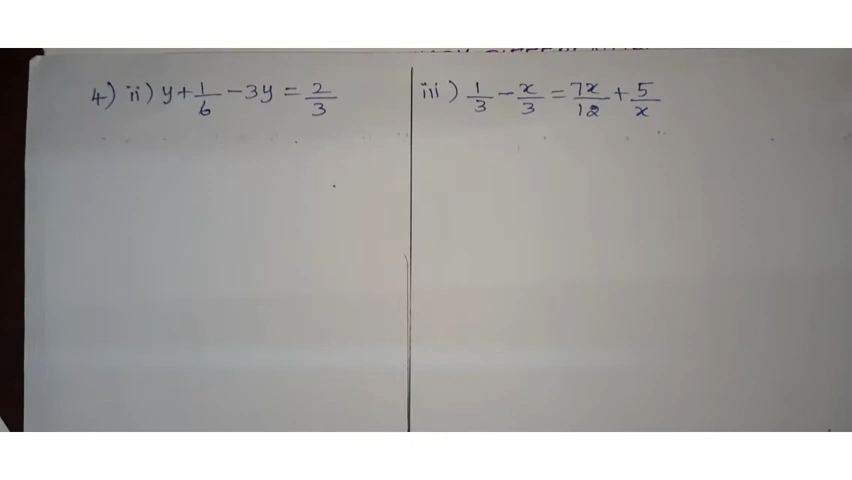 4) ii) y + 1/6 - 3y = 2/3
iii) 1/3 - x/3 = 7x/12 + 5/x